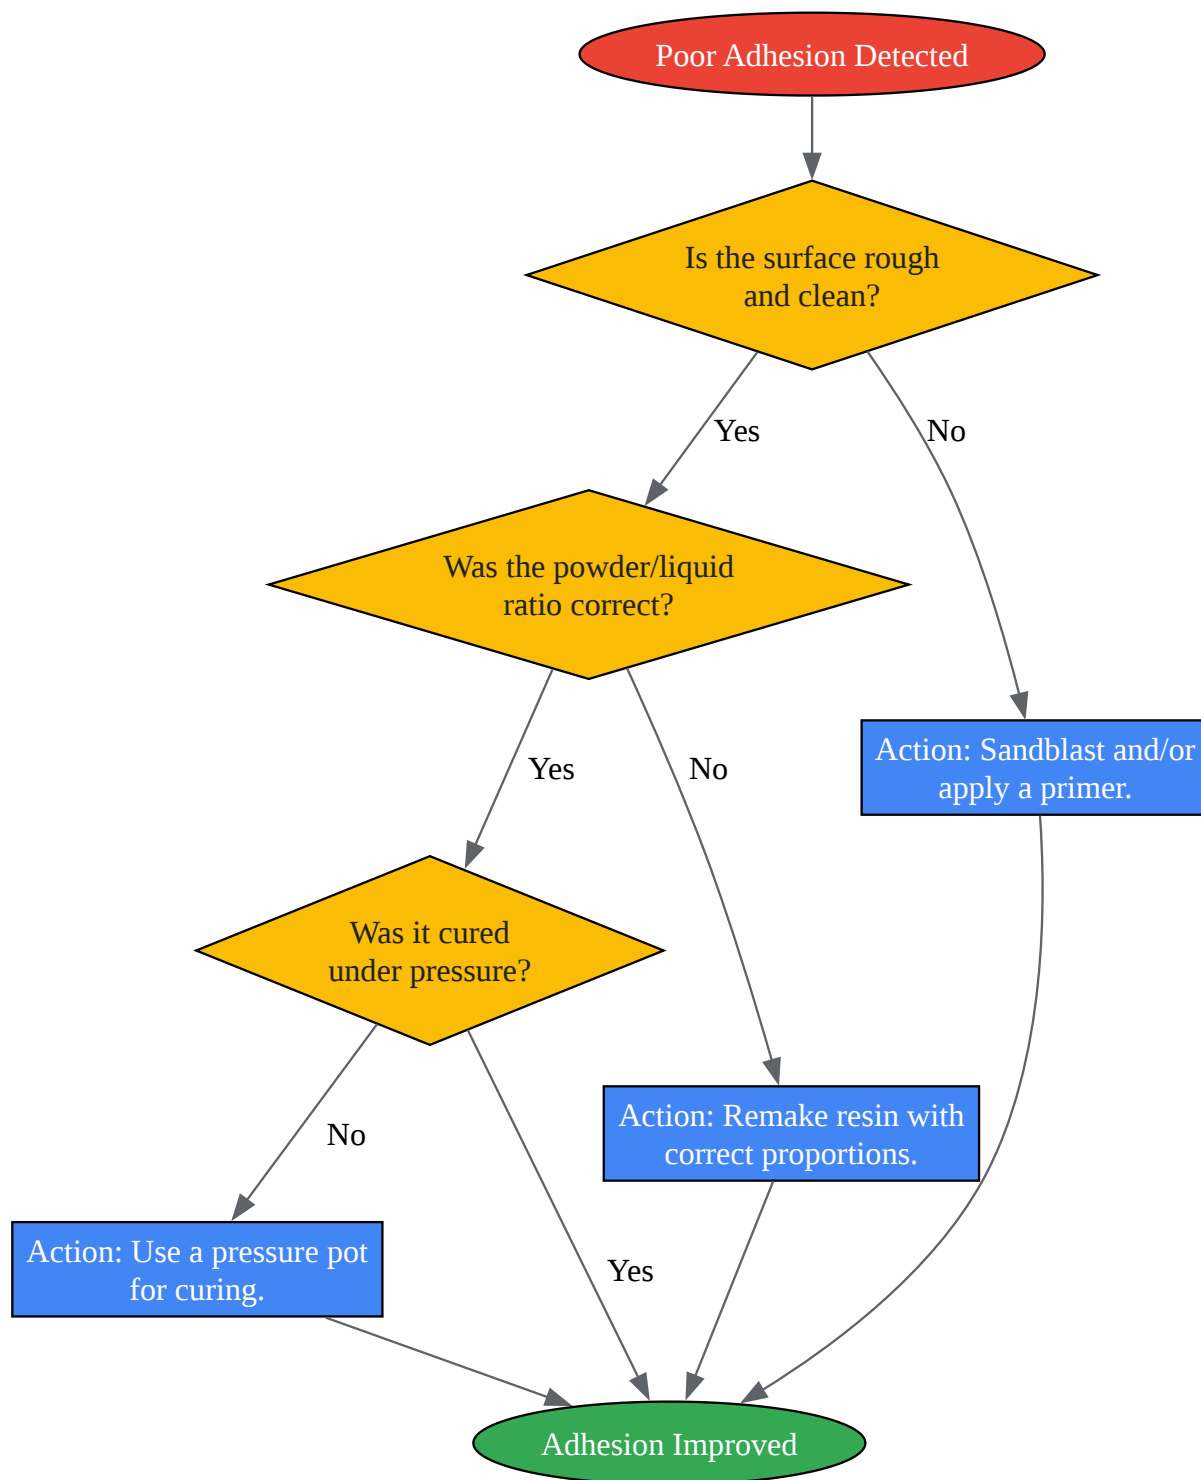 Poor Adhesion Detected
Is the surface rough
and clean?
Yes
No
Was the powder/liquid
ratio correct?
Action: Sandblast and/or
apply a primer.
Yes
No
Was it cured
under pressure?
Action: Remake resin with
correct proportions.
No
Action: Use a pressure pot
for curing.
Yes
Adhesion Improved